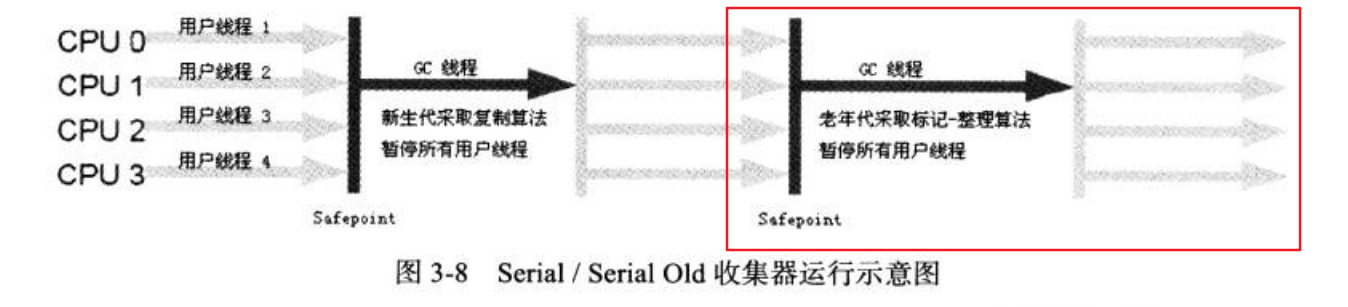 CPU 0 用户线程 1
CPU 1 用户线程 2
CPU 2 用户线程 3
CPU 3 用户线程 4
GC 线程
新生代采取复制算法
暂停所有用户线程
Safepoint
GC 线程
老年代采取标记-整理算法
暂停所有用户线程
Safepoint
图 3-8 Serial / Serial Old 收集器运行示意图